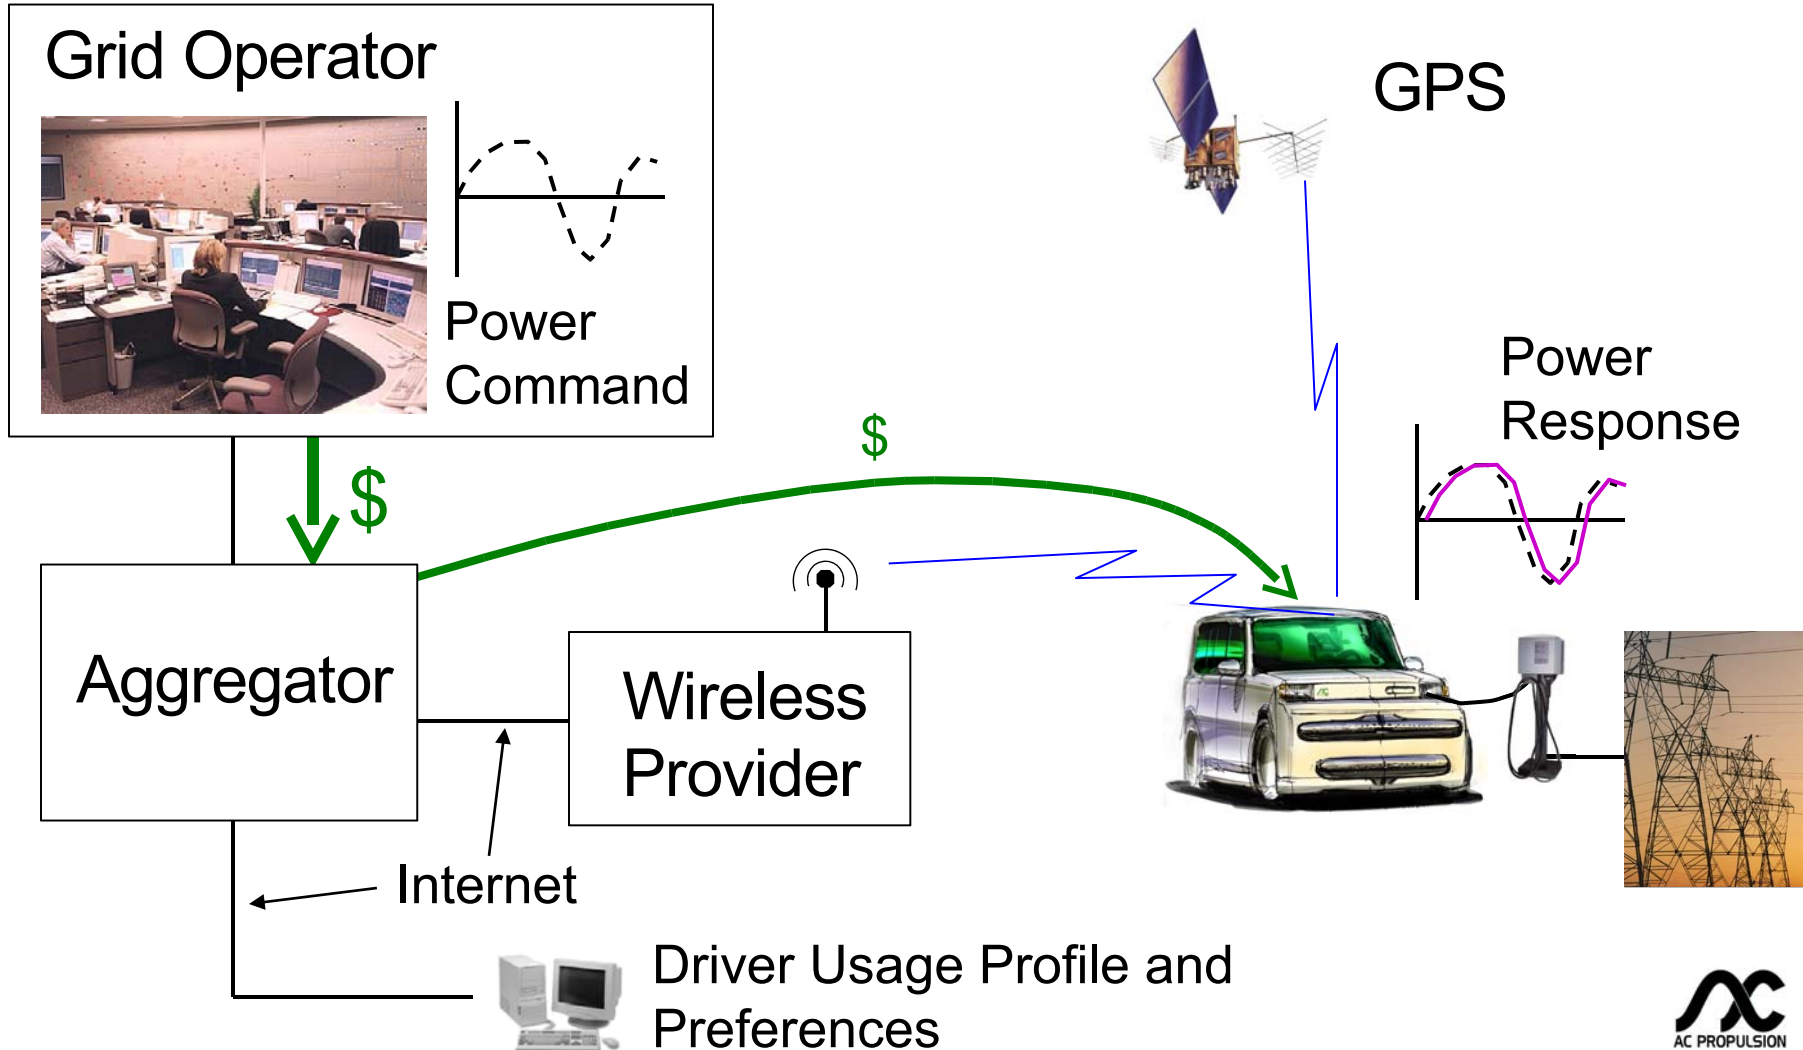 Grid Operator
Power
Command
GPS
Power
Response
$
$
Aggregator
Wireless
Provider
Internet
Driver Usage Profile and
Preferences
AC PROPULSION